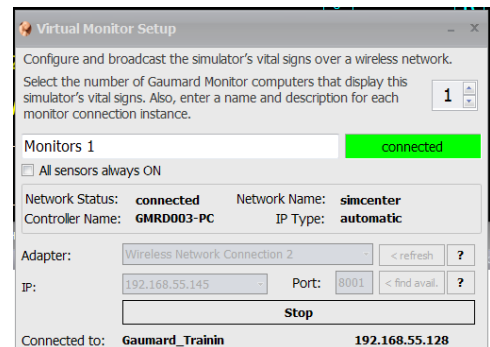 Virtual Monitor Setup
Configure and broadcast the simulator's vital signs over a wireless network.
Select the number of Gaumard Monitor computers that display this
simulator's vital signs. Also, enter a name and description for each
monitor connection instance.
1
Monitors 1 connected
All sensors always ON
Network Status: connected Network Name: simcenter
Controller Name: GMRD003-PC IP Type: automatic
Adapter: Wireless Network Connection 2 < refresh ?
IP: 192.168.55.145 Port: 8001 < find avail. ?
Stop
Connected to: Gaumard_Trainin 192.168.55.128